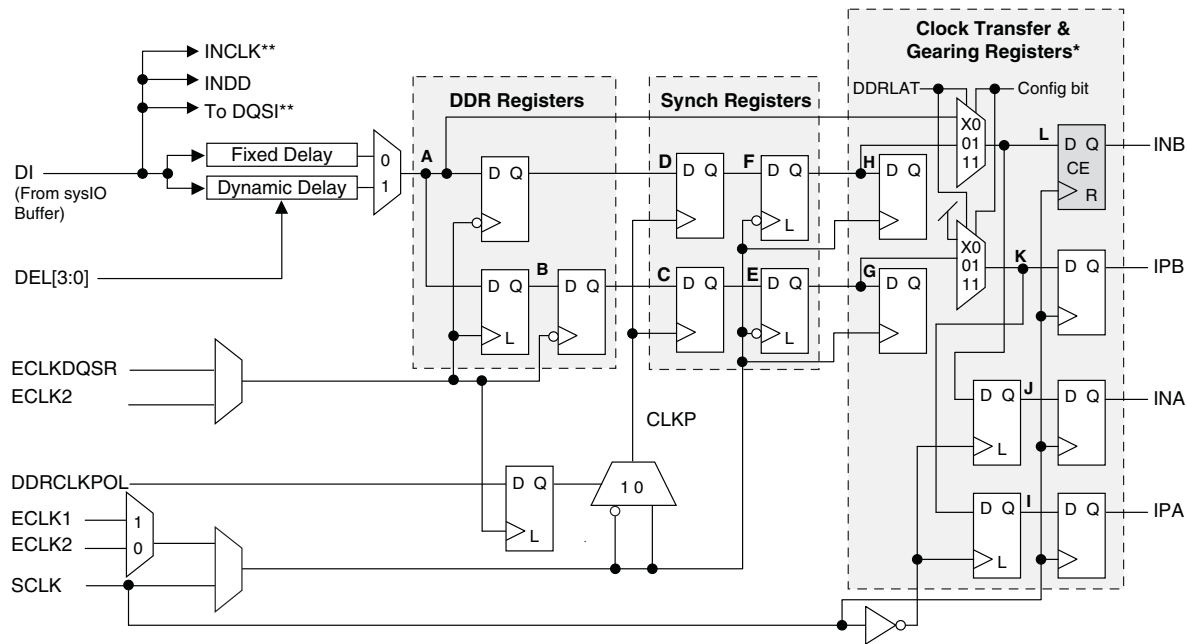 Clock Transfer &
Gearing Registers*
INCLK**
INDD
To DQSI**
DDR Registers
Synch Registers
DDRLAT
Config bit
DI
(From sysIO
Buffer)
Fixed Delay
Dynamic Delay
0
1
A
D Q
D
D Q
F
D Q
L
H
D Q
X0
01
11
L
D Q
CE
R
INB
DEL[3:0]
D Q
L
B
D Q
C
D Q
E
D Q
L
G
D Q
X0
01
11
K
D Q
IPB
ECLKDQSR
ECLK2
CLKP
D Q
L
J
D Q
INA
DDRCLKPOL
D Q
L
1 0
D Q
L
I
D Q
IPA
ECLK1
ECLK2
1
0
SCLK